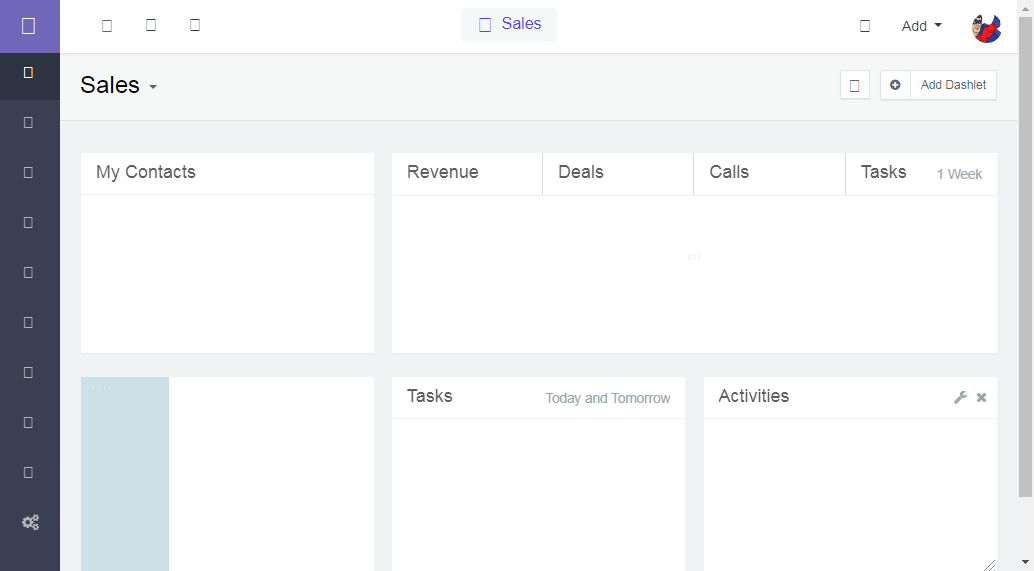 Sales
Add
Sales
Add Dashlet
My Contacts
Revenue
Deals
Calls
Tasks
1 Week
Tasks
Today and Tomorrow
Activities